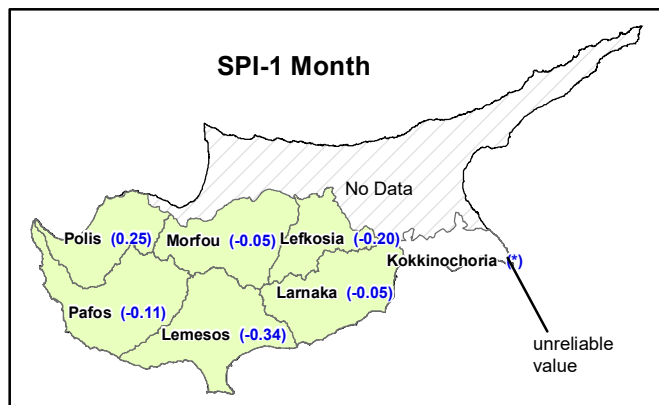 SPI-1 Month
No Data
Polis (0.25)
Morfou (-0.05)
Lefkosia (-0.20)
Kokkinochoria (*)
Pafos (-0.11)
Larnaka (-0.05)
Lemesos (-0.34)
unreliable
value